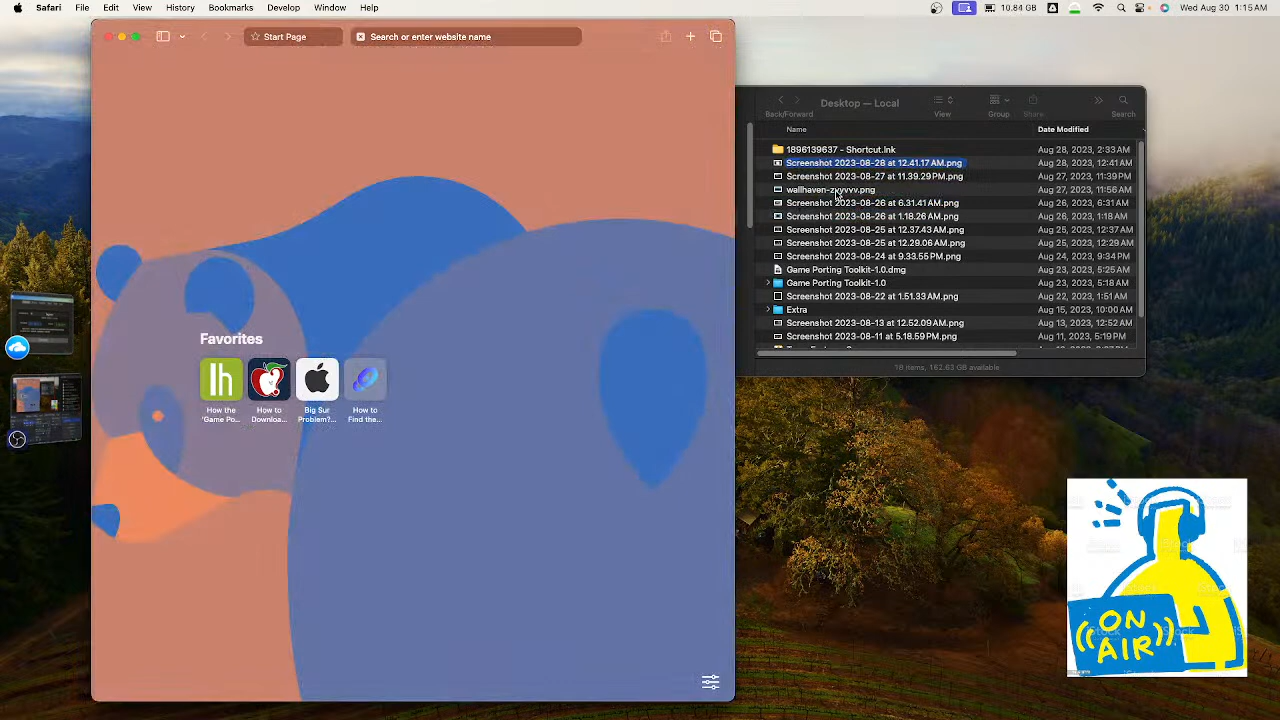 Safari File Edit View History Bookmarks Develop Window Help
10.84 GB
Wed Aug 30 1:15 AM
Start Page
Search or enter website name
Favorites
How the 'Game Po...
How to Downloa...
Big Sur Problem?...
How to Find the...
Desktop — Local
Back/Forward View Group Share Search
Name Date Modified
1896139637 - Shortcut.lnk Aug 28, 2023, 2:33 AM
Screenshot 2023-08-28 at 12.41.17 AM.png Aug 28, 2023, 12:41 AM
Screenshot 2023-08-27 at 11.39.29 PM.png Aug 27, 2023, 11:39 PM
Aug 27, 2023, 11:56 AM
Screenshot 2023-08-26 at 6.31.41 AM.png Aug 26, 2023, 6:31 AM
Screenshot 2023-08-26 at 1.18.26 AM.png Aug 26, 2023, 1:18 AM
Screenshot 2023-08-25 at 12.37.43 AM.png Aug 25, 2023, 12:37 AM
Screenshot 2023-08-25 at 12.29.06 AM.png Aug 25, 2023, 12:29 AM
Screenshot 2023-08-24 at 9.33.55 PM.png Aug 24, 2023, 9:34 PM
Game Porting Toolkit-1.0.dmg Aug 23, 2023, 5:25 AM
Game Porting Toolkit-1.0 Aug 23, 2023, 5:18 AM
Screenshot 2023-08-22 at 1.51.33 AM.png Aug 22, 2023, 1:51 AM
Extra Aug 15, 2023, 10:00 AM
Screenshot 2023-08-13 at 12.52.09 AM.png Aug 13, 2023, 12:52 AM
Screenshot 2023-08-11 at 5.18.59 PM.png Aug 11, 2023, 5:19 PM
18 items, 162.63 GB available
ON
AIR